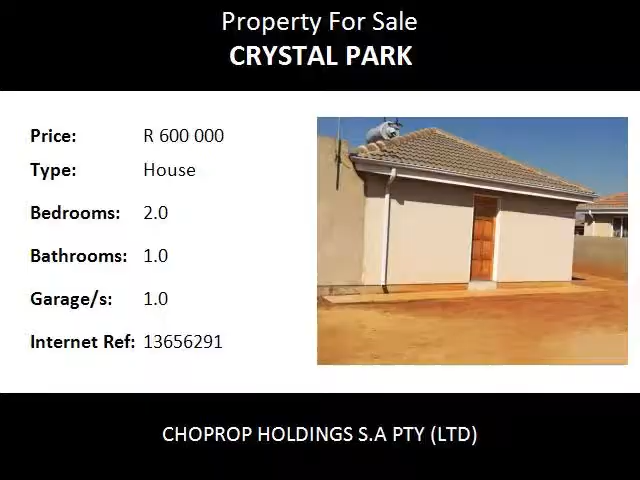 Property For Sale
CRYSTAL PARK
Price: R 600 000
Type: House
Bedrooms: 2.0
Bathrooms: 1.0
Garage/s: 1.0
Internet Ref: 13656291
CHOPROP HOLDINGS S.A PTY (LTD)